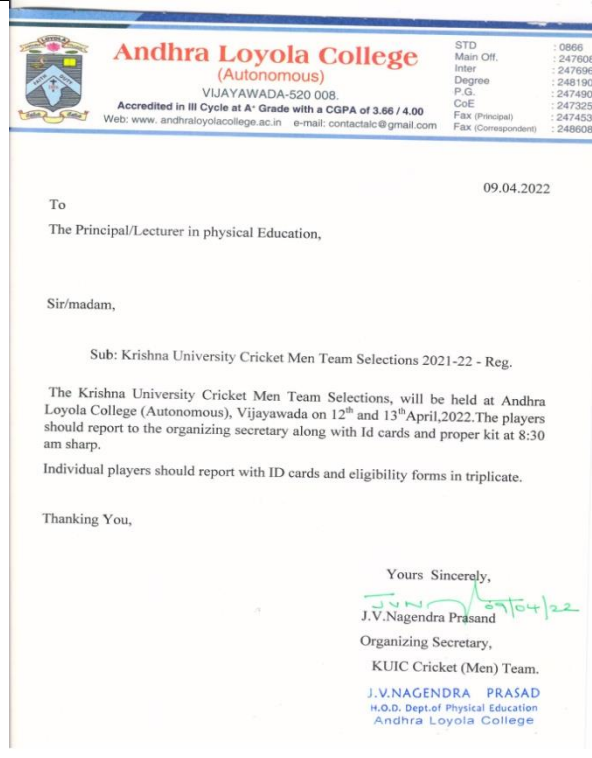 Andhra Loyola College
(Autonomous)
VIJAYAWADA-520 008.
Accredited in III Cycle at A+ Grade with a CGPA of 3.66 / 4.00
Web: www. andhraloyolacollege.ac.in e-mail: contactalc@gmail.com
STD : 0866
Main Off. : 247608
Inter : 247696
Degree : 248190
P.G. : 247490
CoE : 247325
Fax (Principal) : 247453
Fax (Correspondent) : 248608
FAITH DUTY
09.04.2022
To
The Principal/Lecturer in physical Education,
Sir/madam,
Sub: Krishna University Cricket Men Team Selections 2021-22 - Reg.
The Krishna University Cricket Men Team Selections, will be held at Andhra
Loyola College (Autonomous), Vijayawada on 12th and 13thApril,2022.The players
should report to the organizing secretary along with Id cards and proper kit at 8:30
am sharp.
Individual players should report with ID cards and eligibility forms in triplicate.
Thanking You,
Yours Sincerely,
JVN 09/04/22
J.V.Nagendra Prasand
Organizing Secretary,
KUIC Cricket (Men) Team.
J.V.NAGENDRA PRASAD
H.O.D. Dept.of Physical Education
Andhra Loyola College